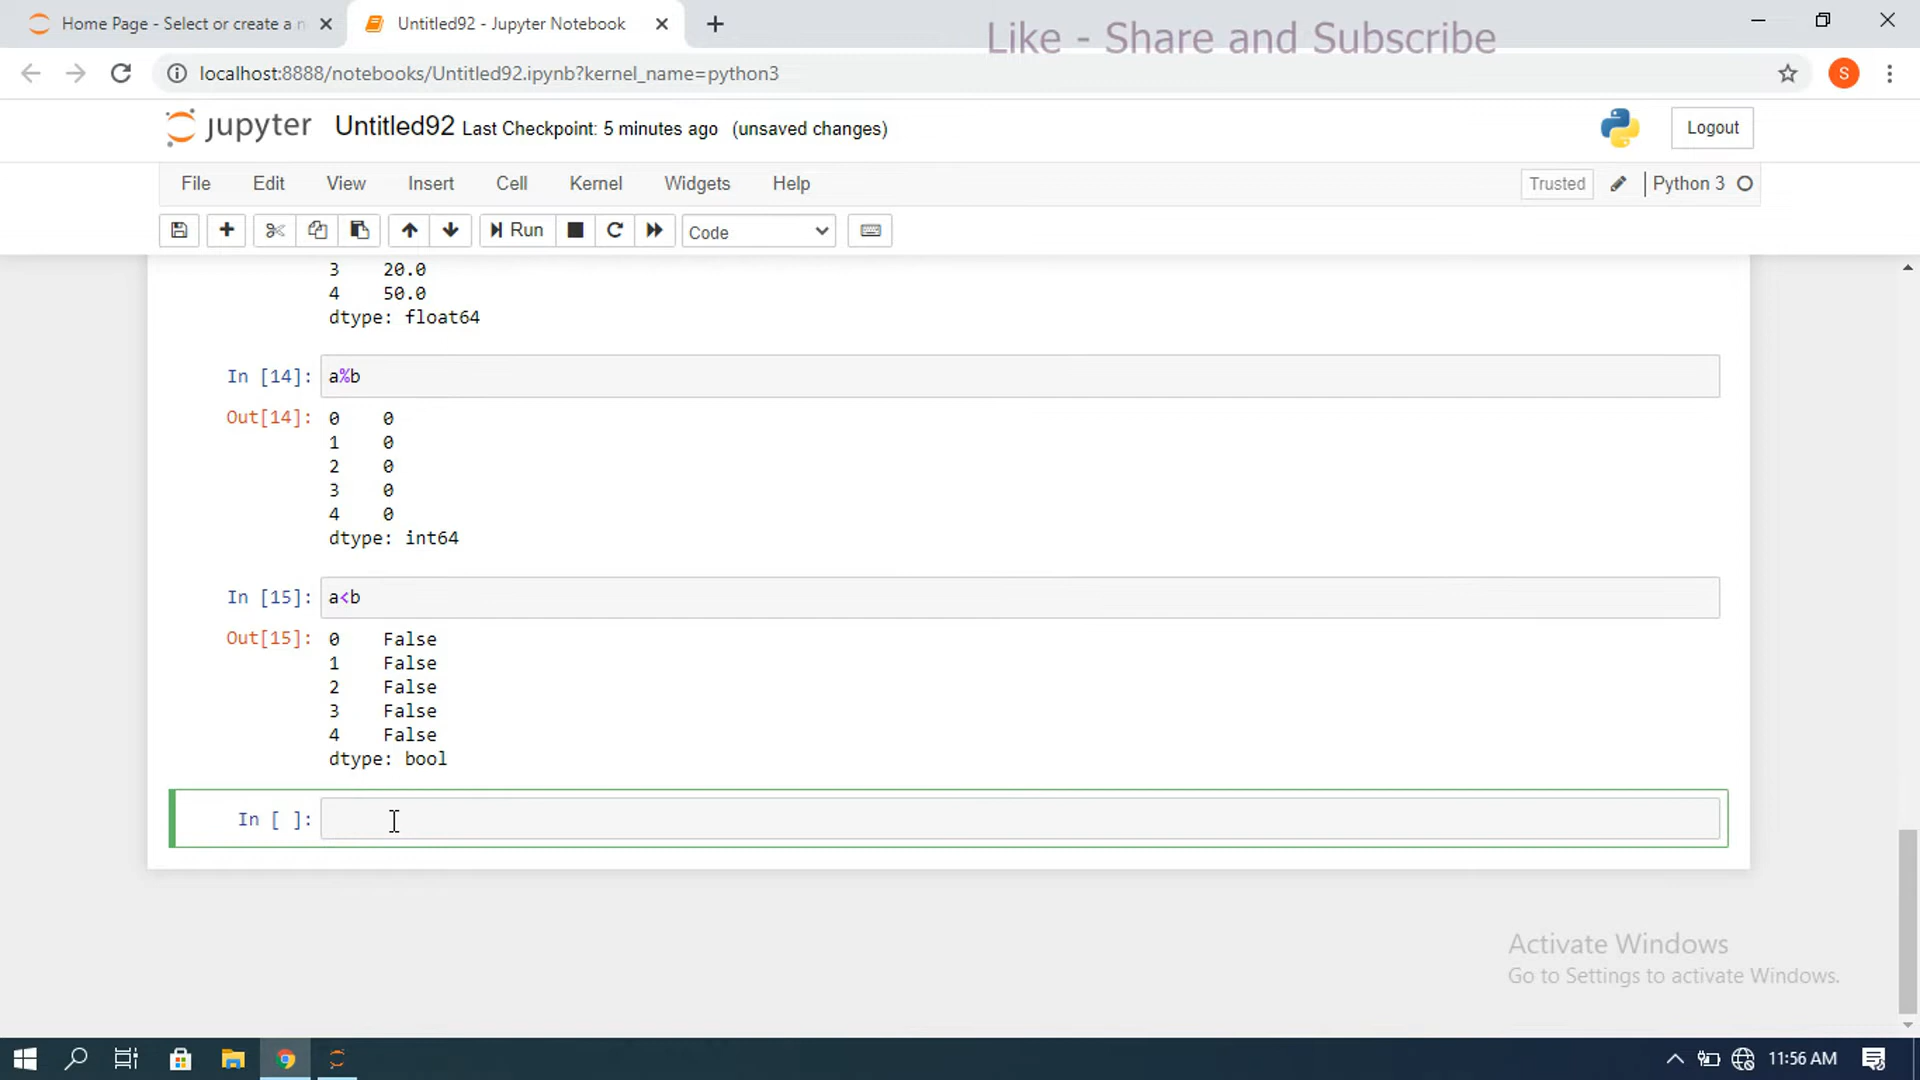 Home Page - Select or create a n
Untitled92 - Jupyter Notebook
Like - Share and Subscribe
localhost:8888/notebooks/Untitled92.ipynb?kernel_name=python3
S
jupyter Untitled92 Last Checkpoint: 5 minutes ago (unsaved changes)
Logout
File Edit View Insert Cell Kernel Widgets Help
Trusted
Python 3
Run
Code
3 20.0
4 50.0
dtype: float64
In [14]: a%b
Out[14]: 0 0
1 0
2 0
3 0
4 0
dtype: int64
In [15]: a<b
Out[15]: 0 False
1 False
2 False
3 False
4 False
dtype: bool
In [ ]:
Activate Windows
Go to Settings to activate Windows.
11:56 AM